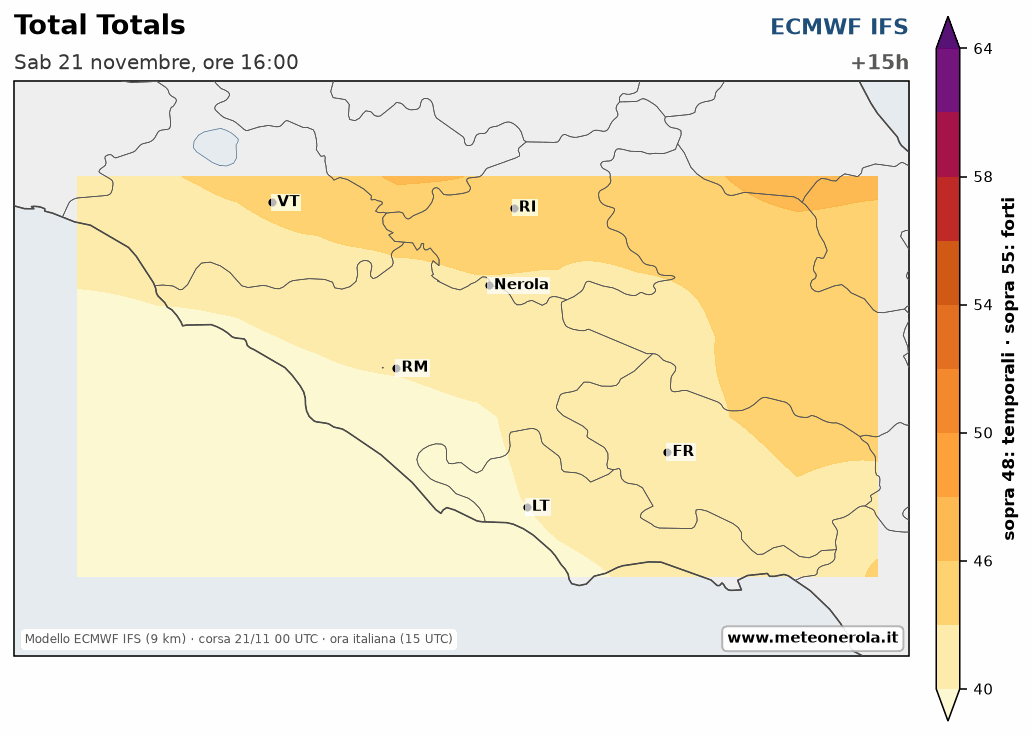 Total Totals
ECMWF IFS
Sab 21 novembre, ore 16:00
+15h
64
58
54
50
46
40
sopra 48: temporali · sopra 55: forti
VT
RI
Nerola
RM
FR
LT
Modello ECMWF IFS (9 km) · corsa 21/11 00 UTC · ora italiana (15 UTC)
www.meteonerola.it